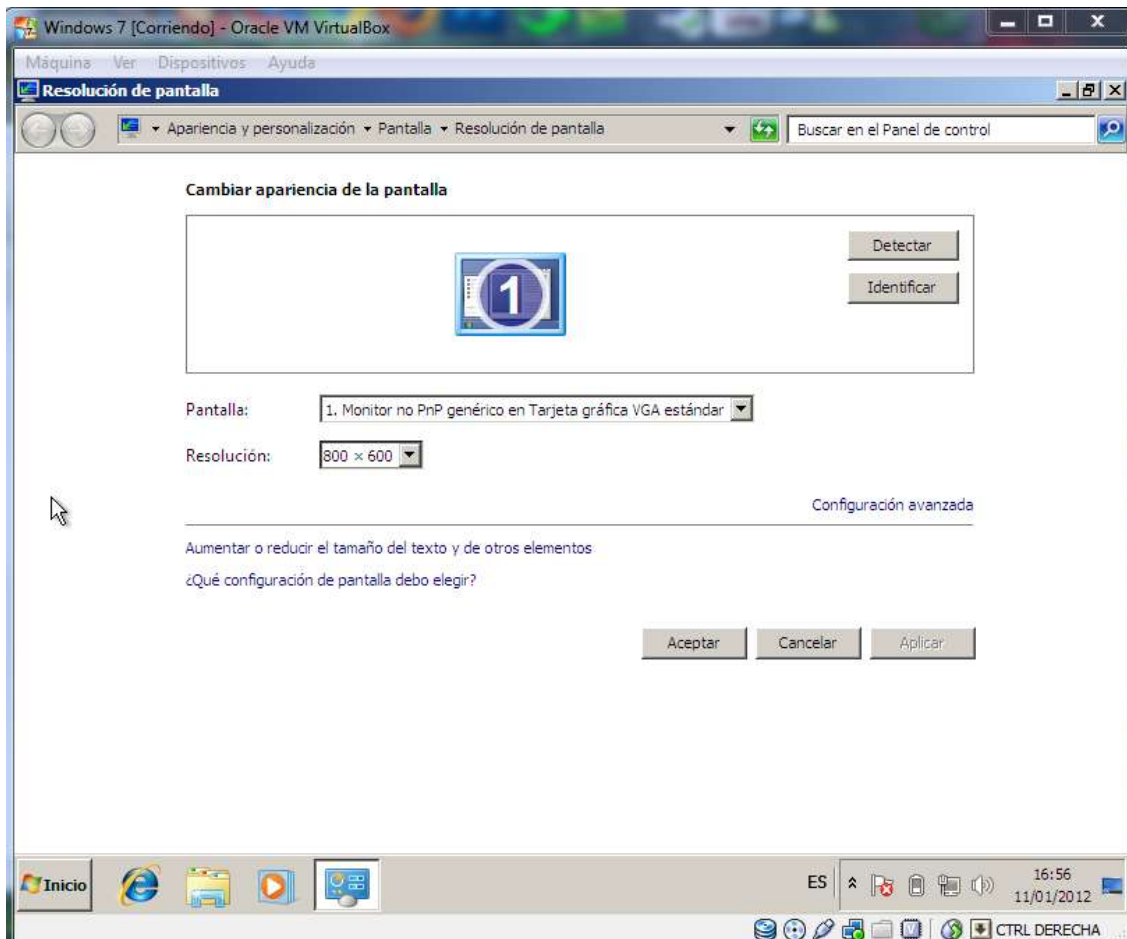 Windows 7 [Corriendo] - Oracle VM VirtualBox
Máquina Ver Dispositivos Ayuda
Resolución de pantalla
Apariencia y personalización Pantalla Resolución de pantalla Buscar en el Panel de control
Cambiar apariencia de la pantalla
1
Detectar
Identificar
Pantalla: 1. Monitor no PnP genérico en Tarjeta gráfica VGA estándar
Resolución: 800 × 600
Configuración avanzada
Aumentar o reducir el tamaño del texto y de otros elementos
¿Qué configuración de pantalla debo elegir?
Aceptar Cancelar Aplicar
Inicio ES 16:56
11/01/2012
CTRL DERECHA